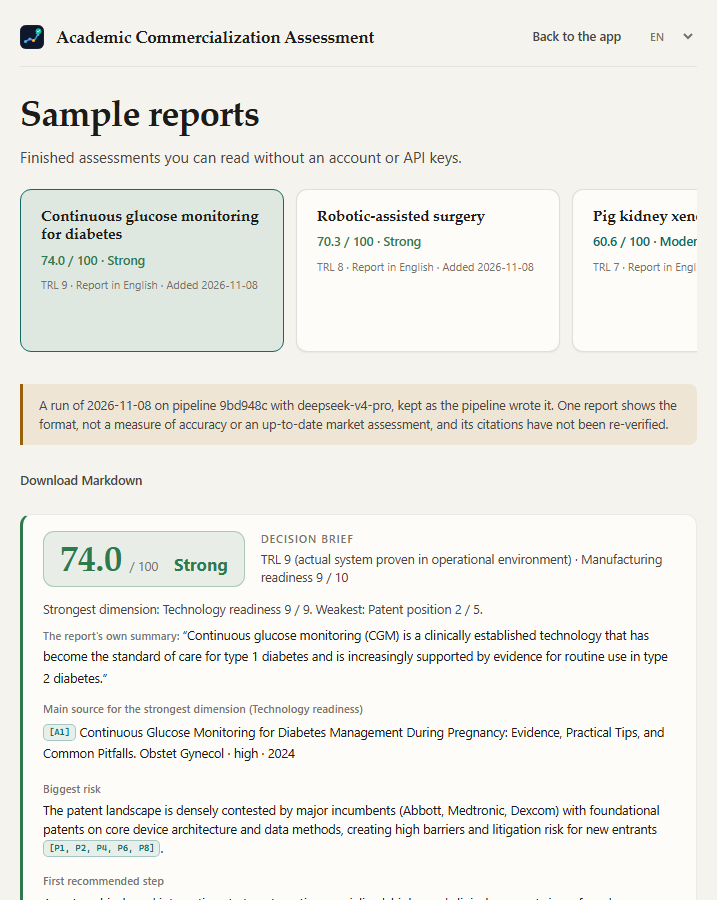 Academic Commercialization Assessment
Back to the app
EN
Sample reports
Finished assessments you can read without an account or API keys.
Continuous glucose monitoring
for diabetes
74.0 / 100 · Strong
TRL 9 · Report in English · Added 2026-11-08
Robotic-assisted surgery
70.3 / 100 · Strong
TRL 8 · Report in English · Added 2026-11-08
Pig kidney
60.6 / 100 ·
TRL 7 · Report in
A run of 2026-11-08 on pipeline 9bd948c with deepseek-v4-pro, kept as the pipeline wrote it. One report shows the
format, not a measure of accuracy or an up-to-date market assessment, and its citations have not been re-verified.
Download Markdown
74.0 / 100 Strong
DECISION BRIEF
TRL 9 (actual system proven in operational environment) · Manufacturing
readiness 9 / 10
Strongest dimension: Technology readiness 9 / 9. Weakest: Patent position 2 / 5.
The report's own summary: “Continuous glucose monitoring (CGM) is a clinically established technology that has
become the standard of care for type 1 diabetes and is increasingly supported by evidence for routine use in type
2 diabetes.”
Main source for the strongest dimension (Technology readiness)
[A1] Continuous Glucose Monitoring for Diabetes Management During Pregnancy: Evidence, Practical Tips, and
Common Pitfalls. Obstet Gynecol · high · 2024
Biggest risk
The patent landscape is densely contested by major incumbents (Abbott, Medtronic, Dexcom) with foundational
patents on core device architecture and data methods, creating high barriers and litigation risk for new entrants
[P1, P2, P4, P6, P8].
First recommended step